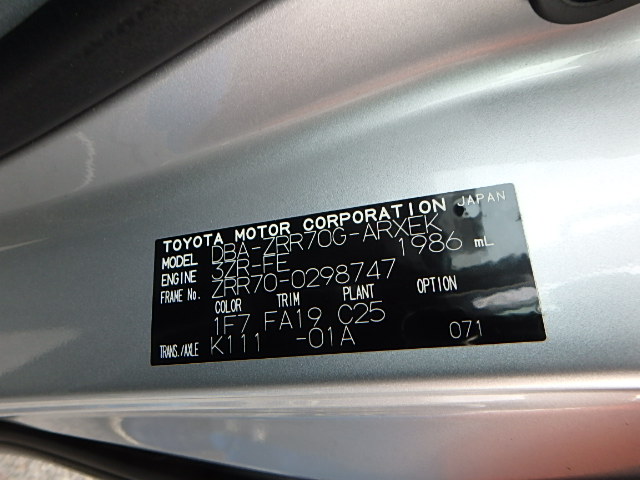 TOYOTA MOTOR CORPORATION JAPAN
MODEL DBA-ZRR70G-ARXEK
ENGINE 3ZR-FE 1986 mL
FRAME No. ZRR70-0298747
COLOR TRIM PLANT OPTION
1F7 FA19 C25
TRANS./AXLE K111 -01A 071